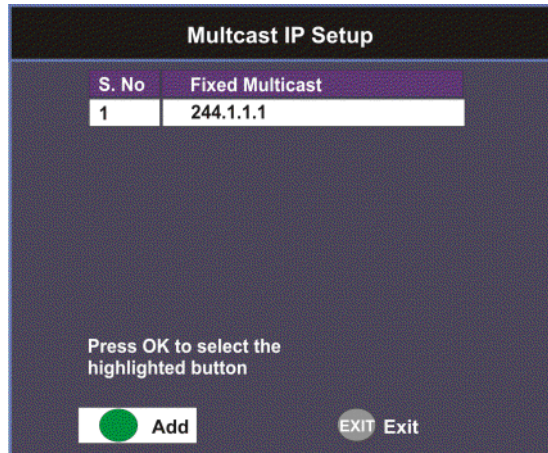 Multcast IP Setup
S. No Fixed Multicast
1 244.1.1.1
Press OK to select the
highlighted button
Add EXIT Exit